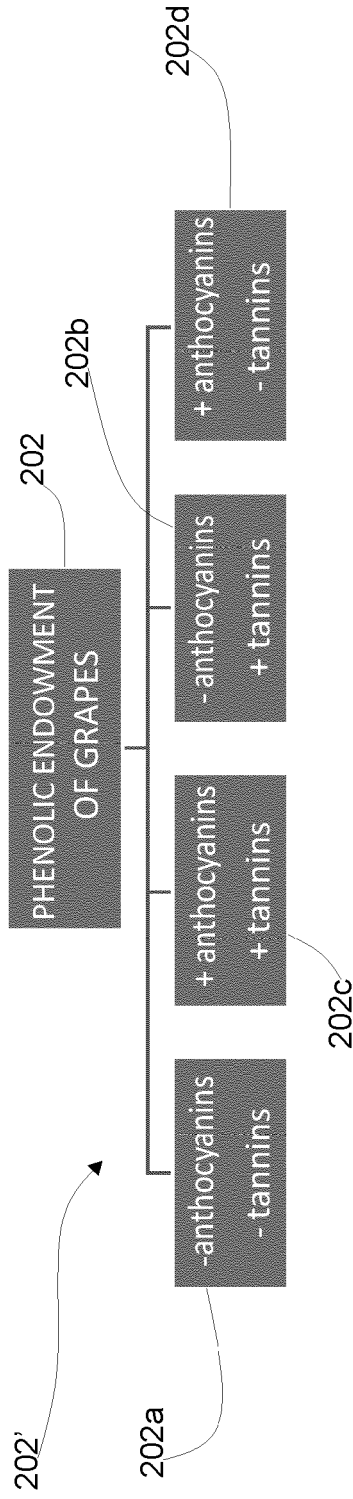 202'
202
PHENOLIC ENDOWMENT
OF GRAPES
202b
202d
-anthocyanins
- tannins
+ anthocyanins
+ tannins
- anthocyanins
+ tannins
+ anthocyanins
- tannins
202a
202c